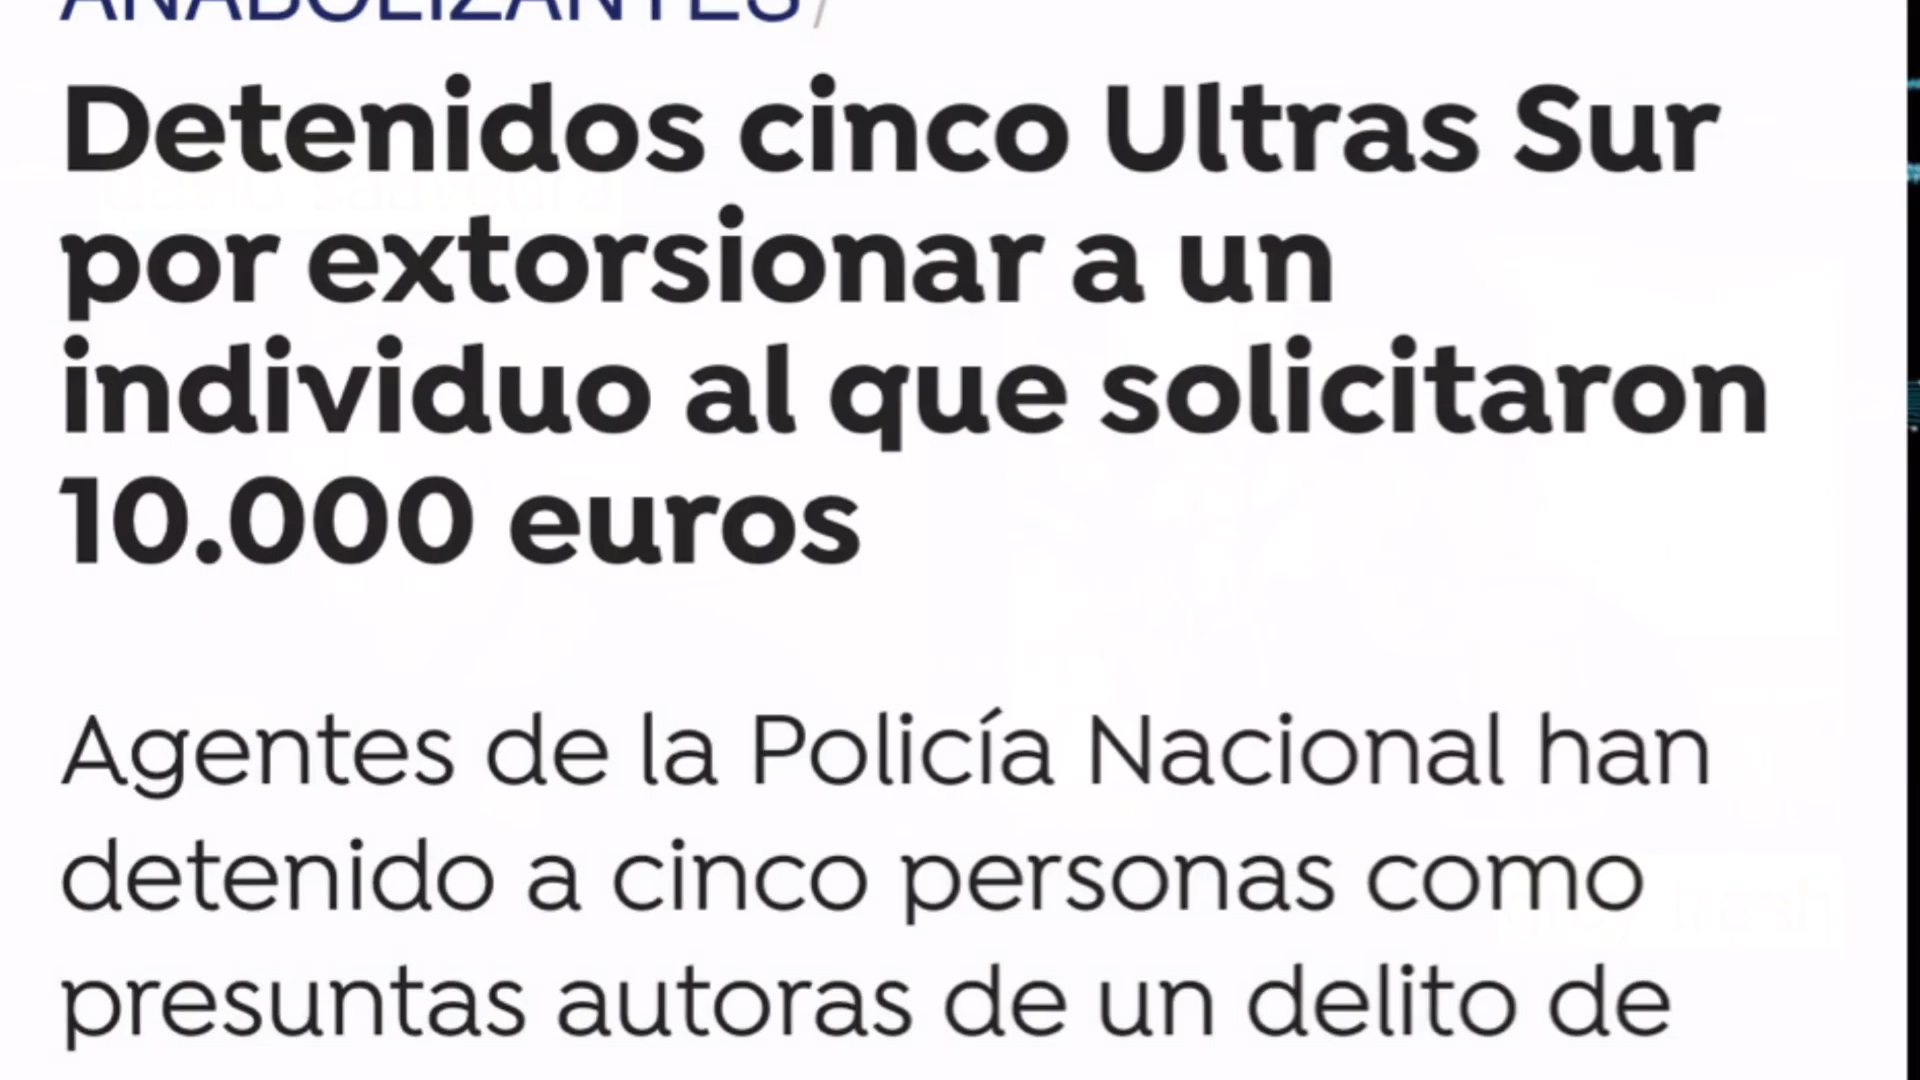 ANABOLIZANTES/
Detenidos cinco Ultras Sur
por extorsionar a un
individuo al que solicitaron
10.000 euros
Agentes de la Policía Nacional han
detenido a cinco personas como
presuntas autoras de un delito de